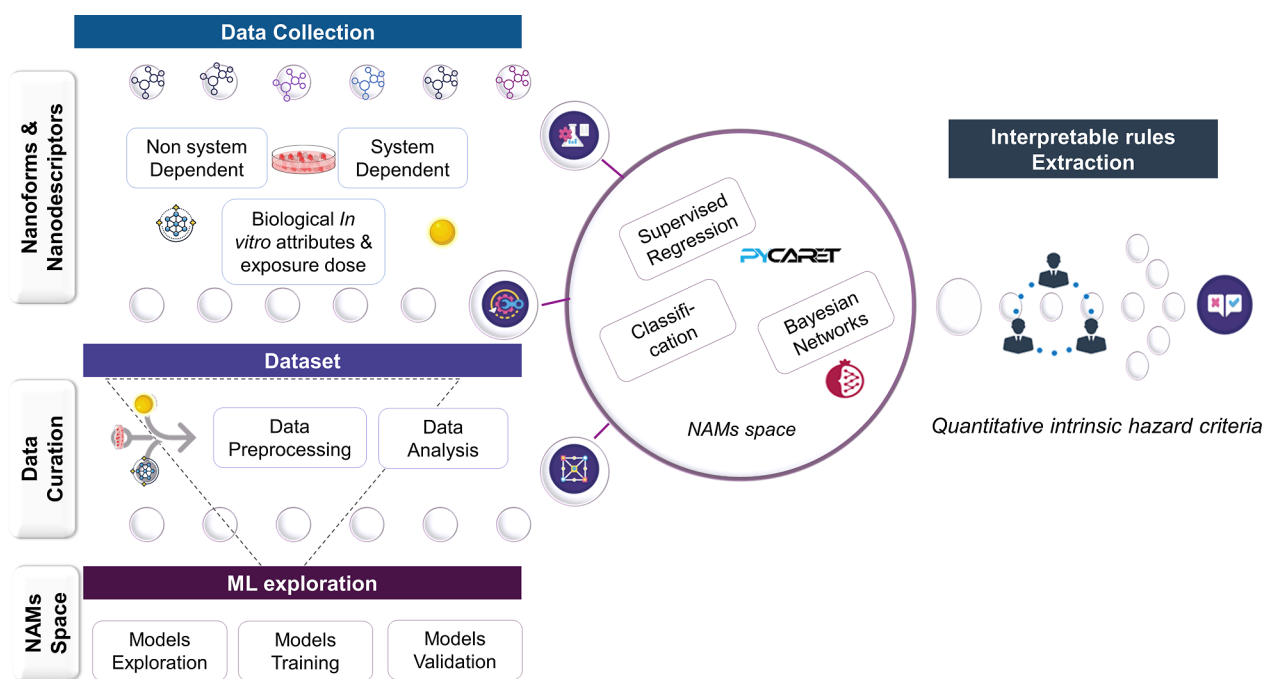 Data Collection
Nanoforms &
Nanodescriptors
Non system
Dependent
System
Dependent
Biological In
vitro attributes &
exposure dose
Dataset
Data
Curation
Data
Preprocessing
Data
Analysis
ML exploration
NAMs
Space
Models
Exploration
Models
Training
Models
Validation
Supervised
Regression
PYCARET
Classifi-
cation
Bayesian
Networks
NAMs space
Interpretable rules
Extraction
Quantitative intrinsic hazard criteria